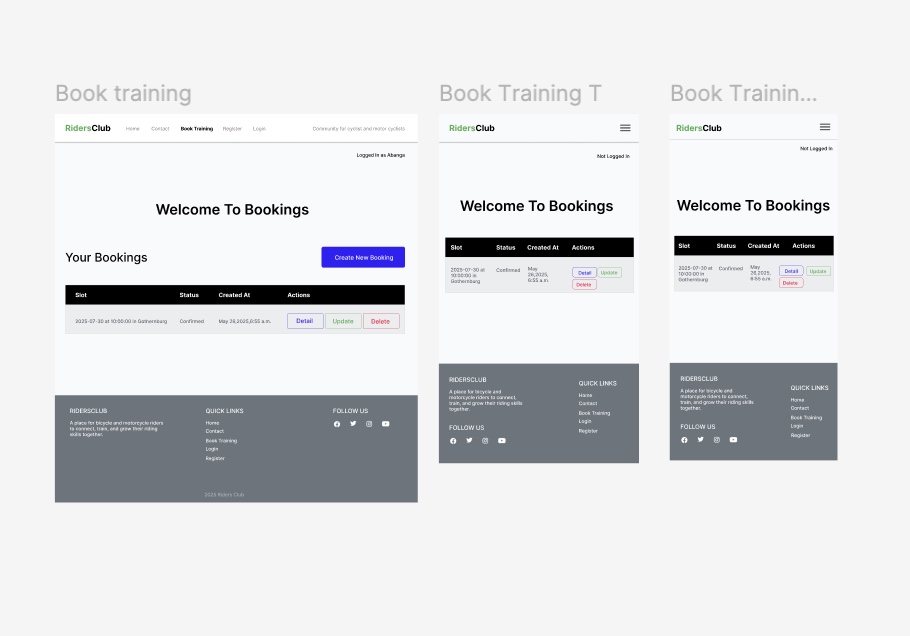 Book training
RidersClub
Home
Contact
Book Training
Register
Login
Community for cyclist and motor cyclists
Logged In as Abanga
Welcome To Bookings
Your Bookings
Create New Booking
Slot
Status
Created At
Actions
2025-07-30 at 10:00:00 in Gothernburg
Confirmed
May 26,2025,6:55 a.m.
Detail
Update
Delete
RIDERSCLUB
A place for bicycle and motorcycle riders
to connect, train, and grow their riding
skills together.
QUICK LINKS
Home
Contact
Book Training
Login
Register
FOLLOW US
2025 Riders Club
Book Training T
RidersClub
Not Logged In
Welcome To Bookings
Slot
Status
Created At
Actions
2025-07-30 at
10:00:00 in
Gothernburg
Confirmed
May
26,2025,
6:55 a.m.
Detail
Update
Delete
RIDERSCLUB
A place for bicycle and
motorcycle riders to connect,
train, and grow their riding skills
together.
FOLLOW US
QUICK LINKS
Home
Contact
Book Training
Login
Register
Book Trainin...
RidersClub
Not Logged In
Welcome To Bookings
Slot
Status
Created At
Actions
2025-07-30 at
10:00:00 in
Gothernburg
Confirmed
May
26,2025,
6:55 a.m.
Detail
Update
Delete
RIDERSCLUB
A place for bicycle and
motorcycle riders to connect,
train, and grow their riding skills
together.
FOLLOW US
QUICK LINKS
Home
Contact
Book Training
Login
Register